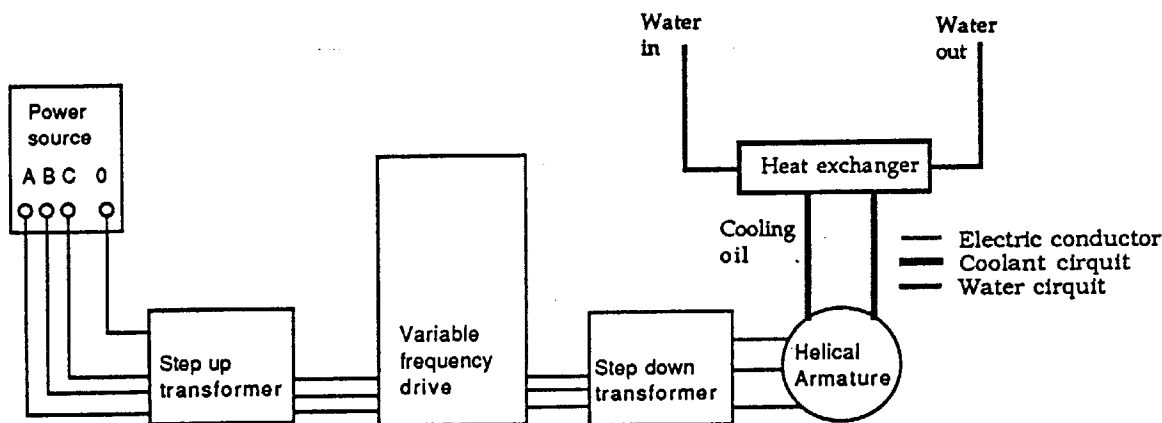 Water
in
Water
out
Power
source
A B C 0
Heat exchanger
Cooling
oil
Electric conductor
Coolant cirquit
Water cirquit
Step up
transformer
Variable
frequency
drive
Step down
transformer
Helical
Armature